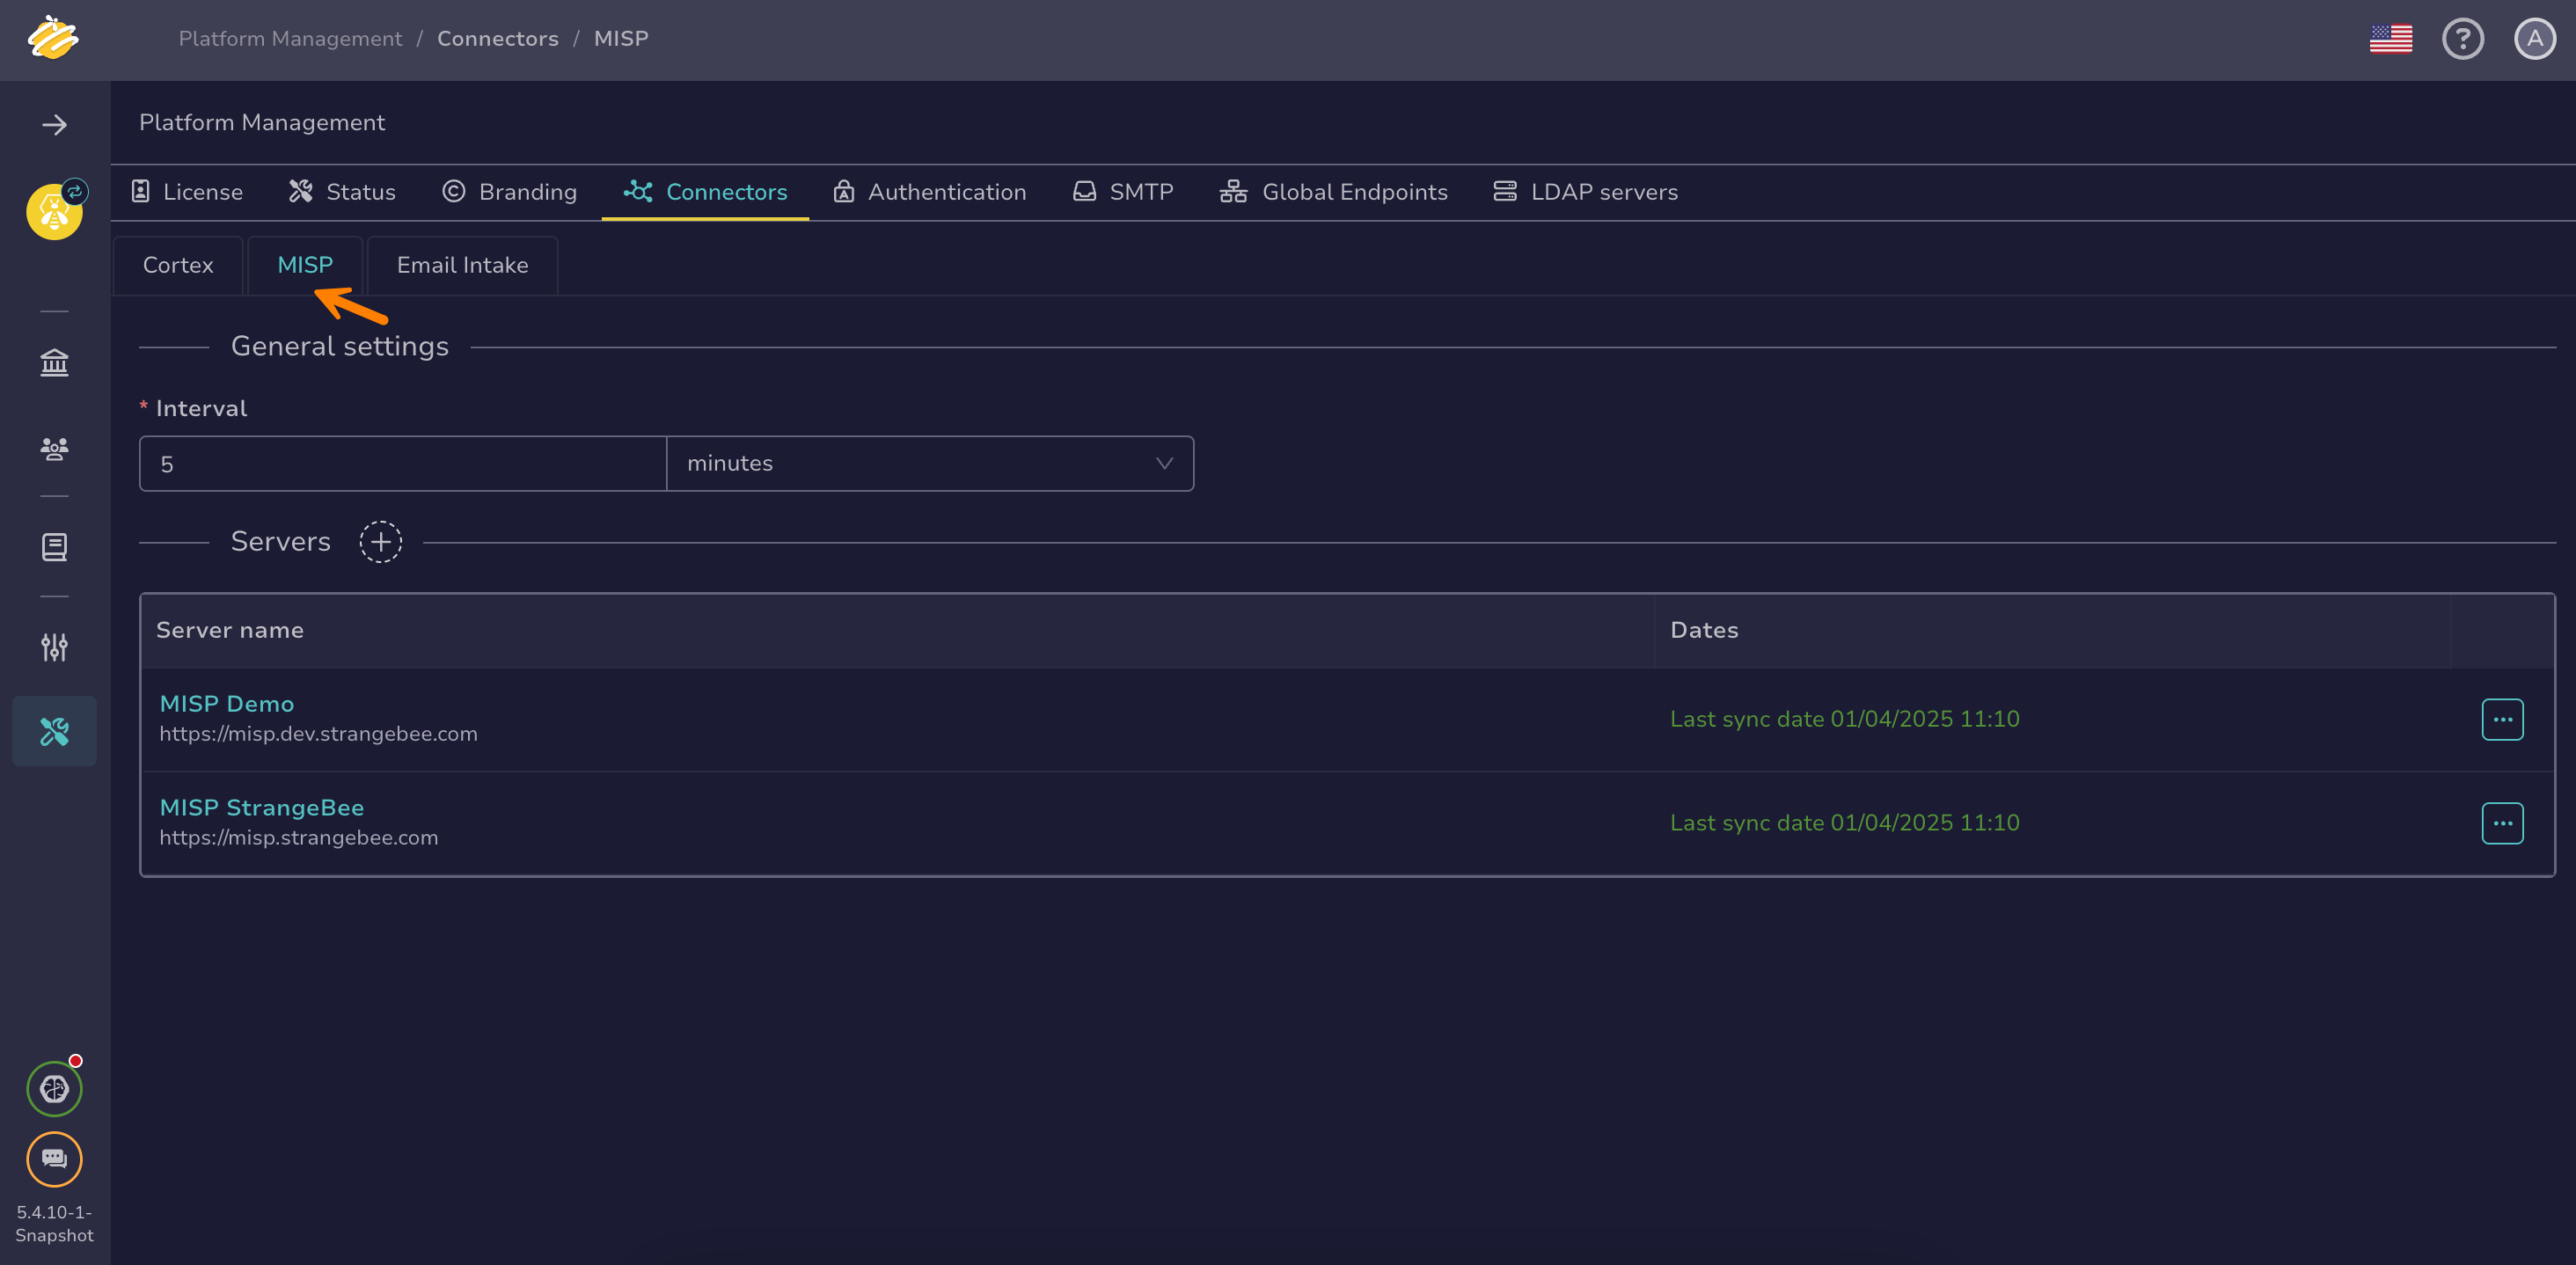 Platform Management / Connectors / MISP
A
Platform Management
License Status Branding Connectors Authentication SMTP Global Endpoints LDAP servers
Cortex MISP Email Intake
General settings
* Interval
5 minutes
Servers
Server name Dates
MISP Demo
https://misp.dev.strangebee.com
Last sync date 01/04/2025 11:10
MISP StrangeBee
https://misp.strangebee.com
Last sync date 01/04/2025 11:10
5.4.10-1-
Snapshot